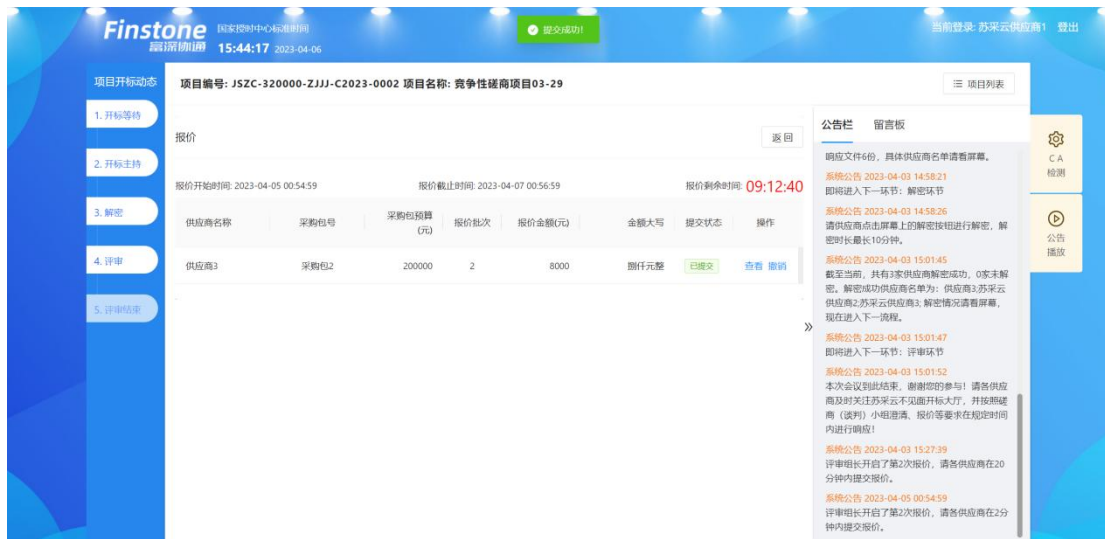 Finstone
富深协通
国家授时中心标准时间
15:44:17 2023-04-06
提交成功!
当前登录: 苏采云供应商1 登出
项目开标动态
1. 开标等待
2. 开标主持
3. 解密
4. 评审
5. 评审结束
项目编号: JSZC-320000-ZJJJ-C2023-0002 项目名称: 竞争性磋商项目03-29
项目列表
报价
返回
报价开始时间: 2023-04-05 00:54:59
报价截止时间: 2023-04-07 00:56:59
报价剩余时间: 09:12:40
供应商名称 采购包号 采购包预算(元) 报价批次 报价金额(元) 金额大写 提交状态 操作
供应商3 采购包2 200000 2 8000 捌仟元整 已提交 查看 撤销
公告栏 留言板
响应文件6份, 具体供应商名单请看屏幕。
系统公告 2023-04-03 14:58:21
即将进入下一环节: 解密环节
系统公告 2023-04-03 14:58:26
请供应商点击屏幕上的解密按钮进行解密, 解
密时长最长10分钟。
系统公告 2023-04-03 15:01:45
截至当前, 共有3家供应商解密成功, 0家未解
密。解密成功供应商名单为: 供应商3;苏采云
供应商2;苏采云供应商3; 解密情况请看屏幕,
现在进入下一流程。
系统公告 2023-04-03 15:01:47
即将进入下一环节: 评审环节
系统公告 2023-04-03 15:01:52
本次会议到此结束, 谢谢您的参与! 请各供应
商及时关注苏采云不见面开标大厅, 并按照磋
商 (谈判) 小组澄清、报价等要求在规定时间
内进行响应!
系统公告 2023-04-03 15:27:39
评审组长开启了第2次报价, 请各供应商在20
分钟内提交报价。
系统公告 2023-04-05 00:54:59
评审组长开启了第2次报价, 请各供应商在2分
钟内提交报价。
CA
检测
公告
播放